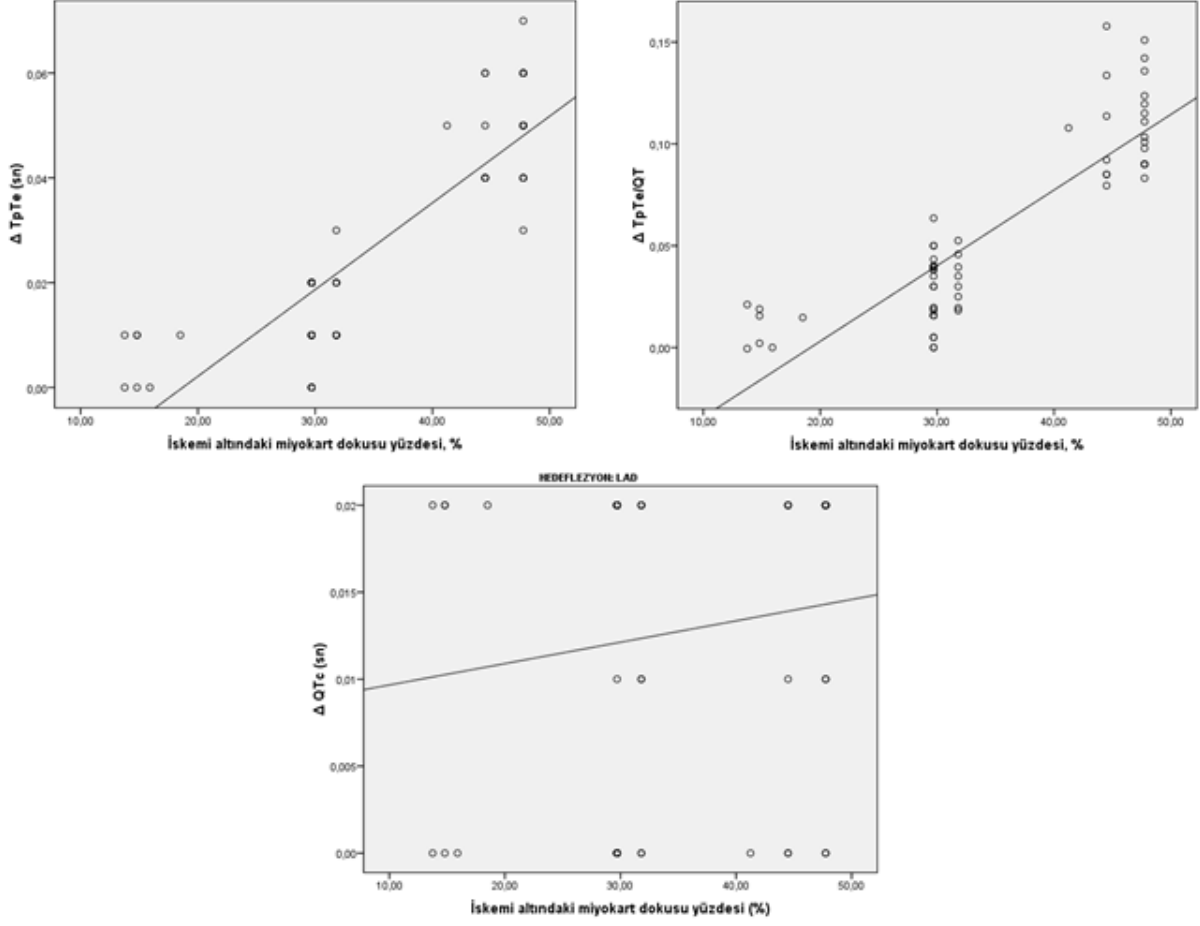 0,06
0,04
0,02
0,00
Δ TpTe (sn)
10,00 20,00 30,00 40,00 50,00
İskemi altındaki miyokart dokusu yüzdesi, %
0,15
0,10
0,05
0,00
Δ TpTe/QT
10,00 20,00 30,00 40,00 50,00
İskemi altındaki miyokart dokusu yüzdesi, %
HEDEFLEZYON: LAD
0,02
0,015
0,01
0,005
0,00
Δ QTc (sn)
10,00 20,00 30,00 40,00 50,00
İskemi altındaki miyokart dokusu yüzdesi (%)